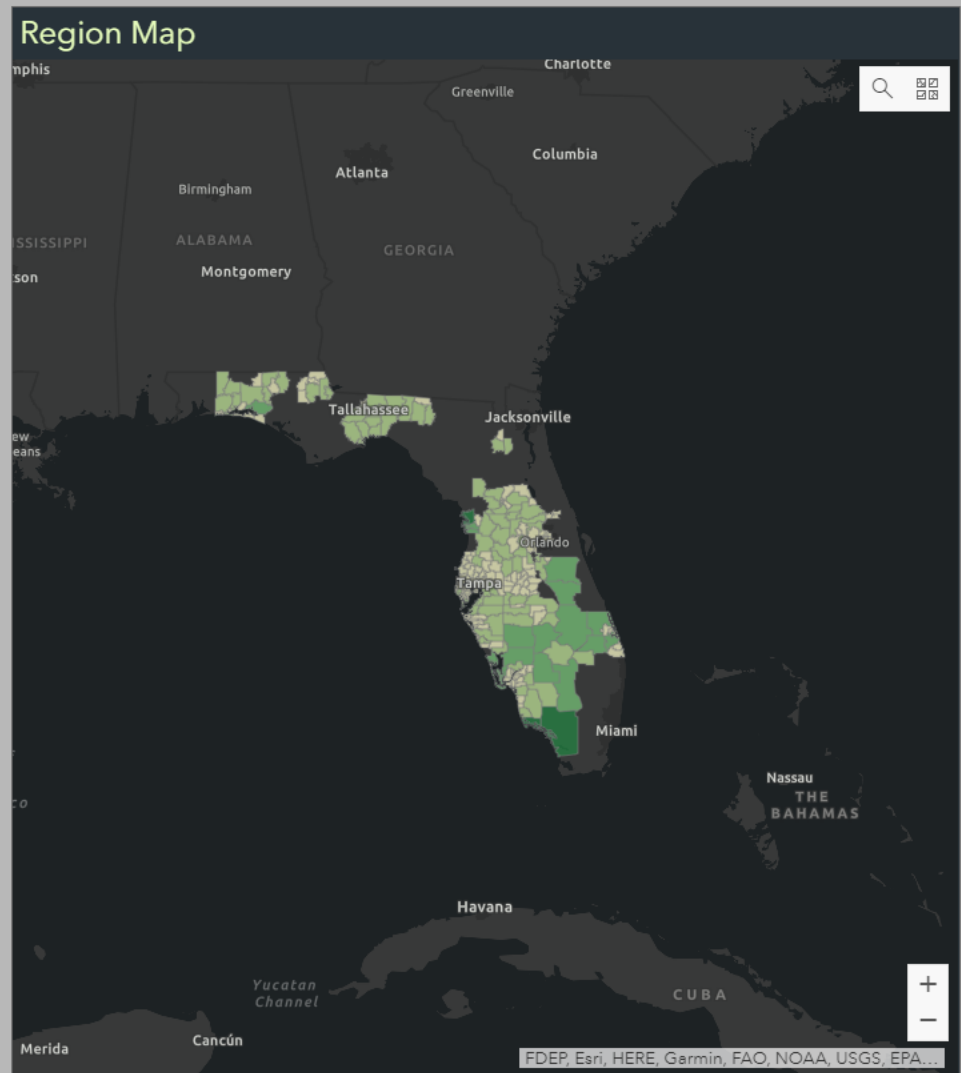 Region Map
mphis
Charlotte
Greenville
Columbia
Atlanta
Birmingham
ISSISSIPPI
ALABAMA
GEORGIA
son
Montgomery
Tallahassee
Jacksonville
ew
eans
Orlando
Tampa
Miami
Nassau
THE
BAHAMAS
co
Havana
Yucatan
Channel
CUBA
+
−
Cancún
Merida
FDEP, Esri, HERE, Garmin, FAO, NOAA, USGS, EPA...